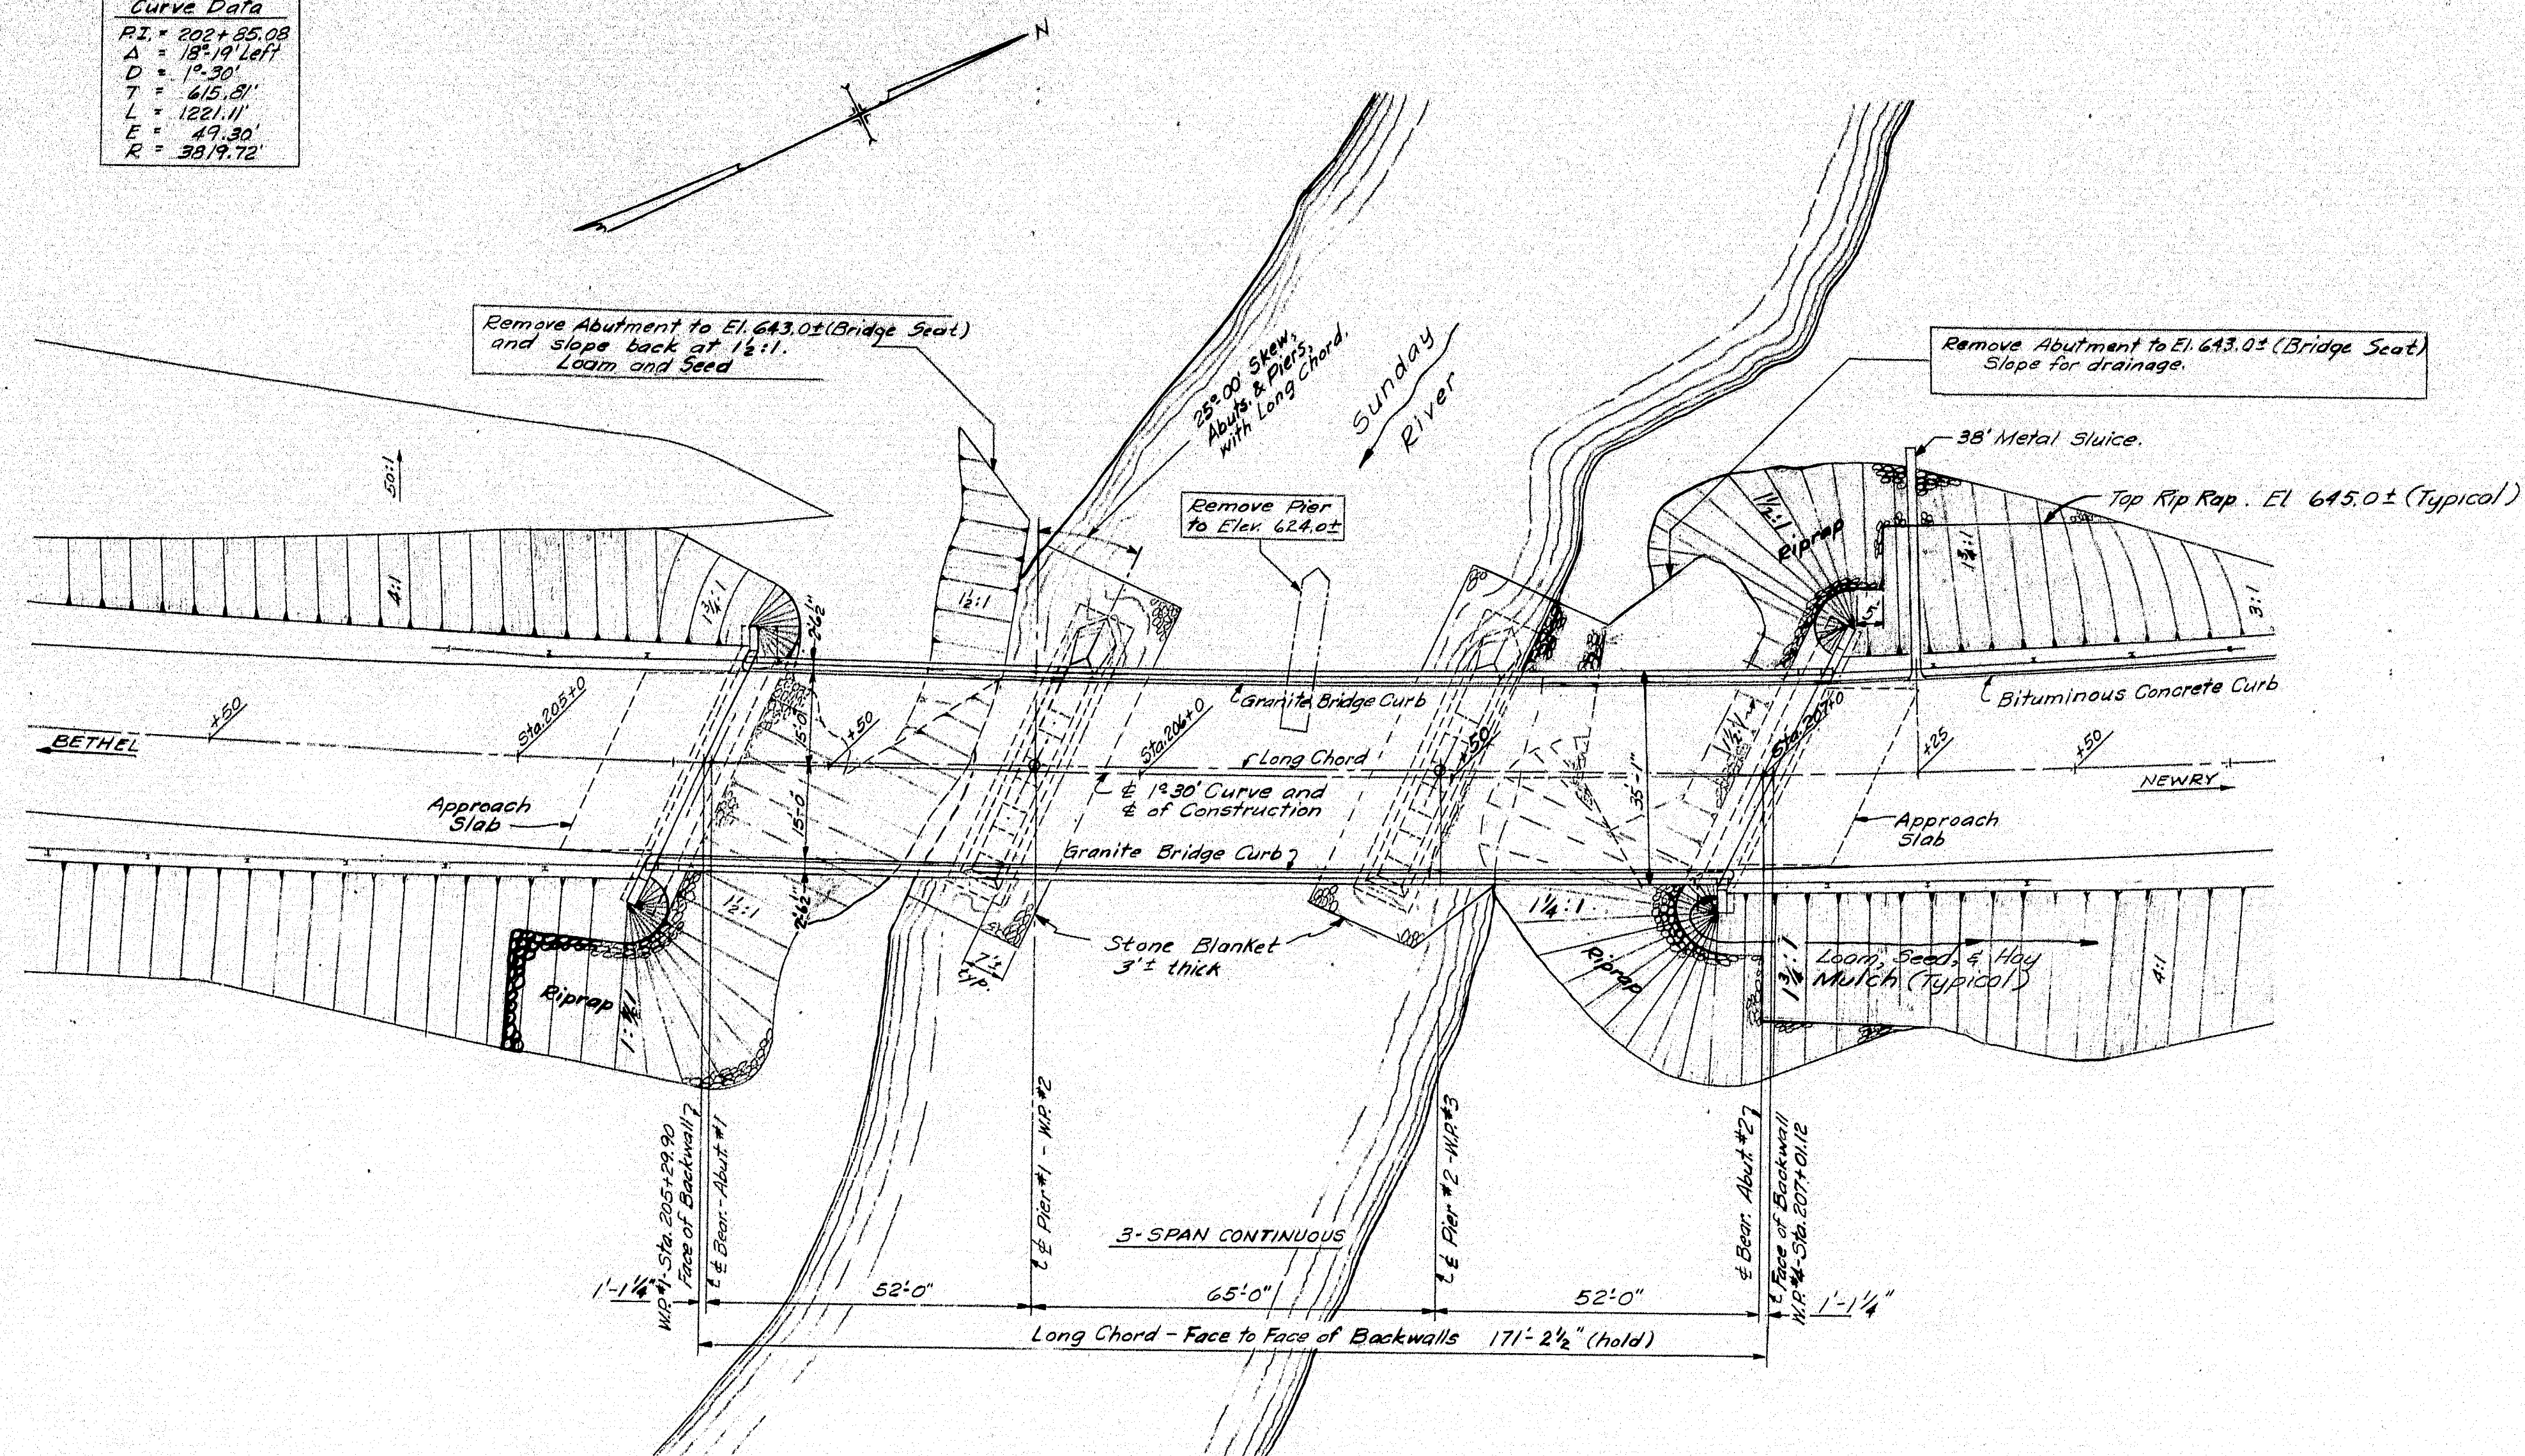 Curve Data
P.I. = 202+85.08
Δ = 18°-19' Left
D = 1°-30'
T = 615.81'
L = 1221.11'
E = 49.30'
R = 3819.72'
N
Remove Abutment to El. 643.0± (Bridge Seat)
and slope back at 1½:1.
Loam and Seed
25°-00' Skew,
Abuts. & Piers,
with Long Chord.
Sunday
River
Remove Abutment to El. 643.0± (Bridge Seat)
Slope for drainage.
38' Metal Sluice.
Top Rip Rap. El 645.0± (Typical)
Remove Pier
to Elev. 624.0±
50:1
4:1
1¾:1
1½:1
1½:1
Riprap
1¾:1
3:1
5'
2'-6½"
15'-0"
Granite Bridge Curb
Bituminous Concrete Curb
+50
Sta. 205+0
+50
Sta. 206+0
+50
Sta. 207+0
+25
+50
BETHEL
Long Chord
NEWRY
℄ 1°30' Curve and
℄ of Construction
35'-1"
1½:1
Approach
Slab
15'-0"
Approach
Slab
Granite Bridge Curb
2'-6½"
1½:1
1¼:1
Stone Blanket
3'± thick
7'±
typ.
Riprap
Riprap
Loam, Seed, & Hay
Mulch (Typical)
1¾:1
4:1
W.P. #1-Sta. 205+29.90
Face of Backwall
℄ Bear.-Abut #1
℄ Pier #1 - W.P. #2
℄ Pier #2 - W.P. #3
℄ Bear. Abut #2
Face of Backwall
W.P. #4-Sta. 207+01.12
3-SPAN CONTINUOUS
1'-1¼"
52'-0"
65'-0"
52'-0"
1'-1¼"
Long Chord - Face to Face of Backwalls 171'-2½" (hold)